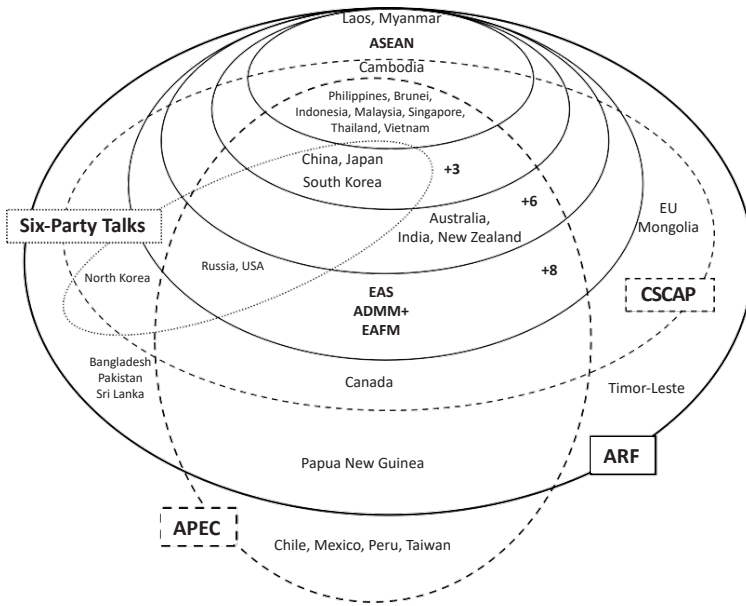 Laos, Myanmar
ASEAN
Cambodia
Philippines, Brunei,
Indonesia, Malaysia, Singapore,
Thailand, Vietnam
China, Japan
South Korea
+3
+6
Australia,
India, New Zealand
EU
Mongolia
Six-Party Talks
North Korea
Russia, USA
+8
EAS
ADMM+
EAFM
CSCAP
Bangladesh
Pakistan
Sri Lanka
Canada
Timor-Leste
Papua New Guinea
ARF
APEC
Chile, Mexico, Peru, Taiwan